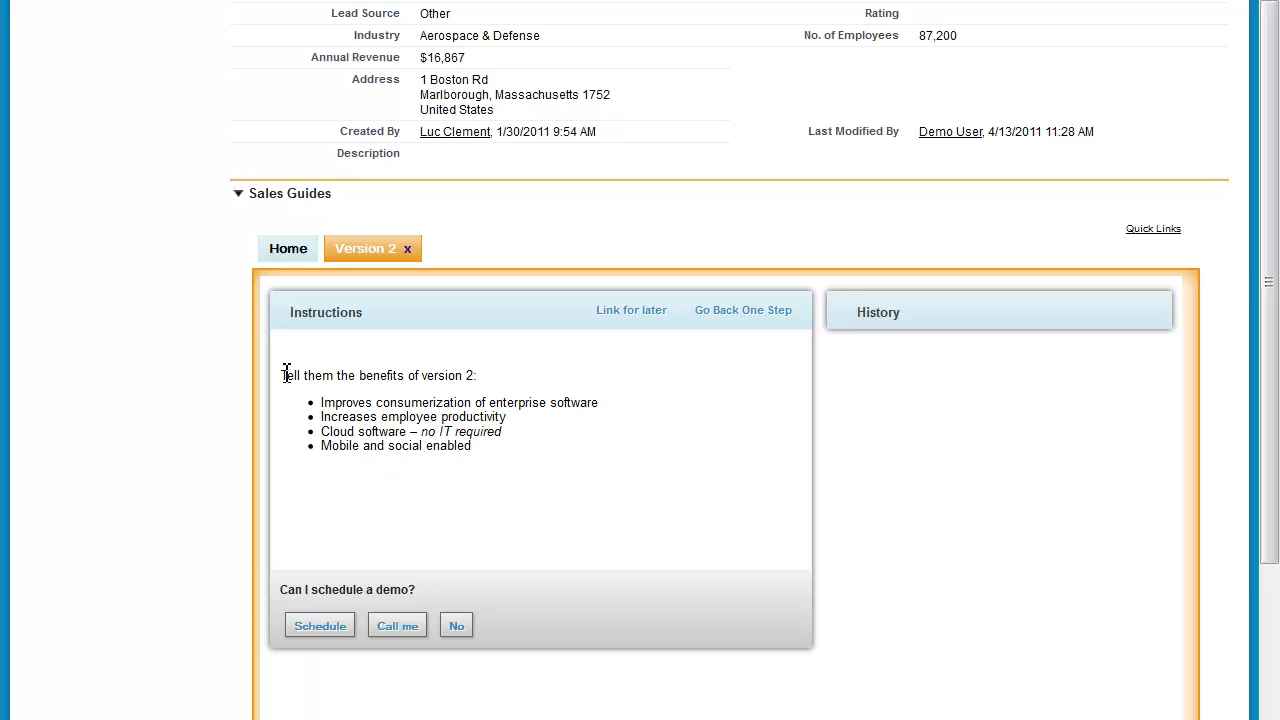 Lead Source Other Rating
Industry Aerospace & Defense No. of Employees 87,200
Annual Revenue $16,867
Address 1 Boston Rd
Marlborough, Massachusetts 1752
United States
Created By Luc Clement, 1/30/2011 9:54 AM Last Modified By Demo User, 4/13/2011 11:28 AM
Description
Sales Guides
Quick Links
Home Version 2 x
Instructions Link for later Go Back One Step History
Tell them the benefits of version 2:
• Improves consumerization of enterprise software
• Increases employee productivity
• Cloud software – no IT required
• Mobile and social enabled
Can I schedule a demo?
Schedule Call me No